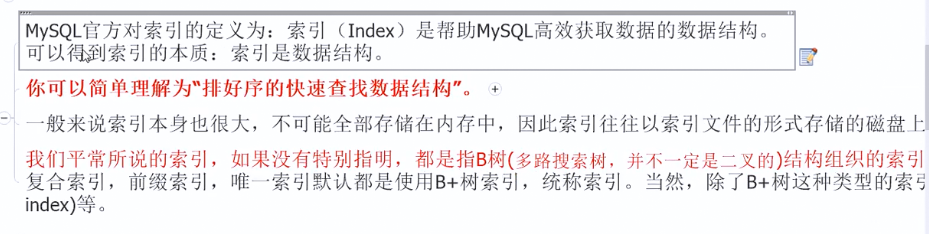 MySQL官方对索引的定义为：索引（Index）是帮助MySQL高效获取数据的数据结构。
可以得到索引的本质：索引是数据结构。
你可以简单理解为“排好序的快速查找数据结构”。
一般来说索引本身也很大，不可能全部存储在内存中，因此索引往往以索引文件的形式存储的磁盘上
我们平常所说的索引，如果没有特别指明，都是指B树(多路搜索树，并不一定是二叉的)结构组织的索引
复合索引，前缀索引，唯一索引默认都是使用B+树索引，统称索引。当然，除了B+树这种类型的索引
index)等。